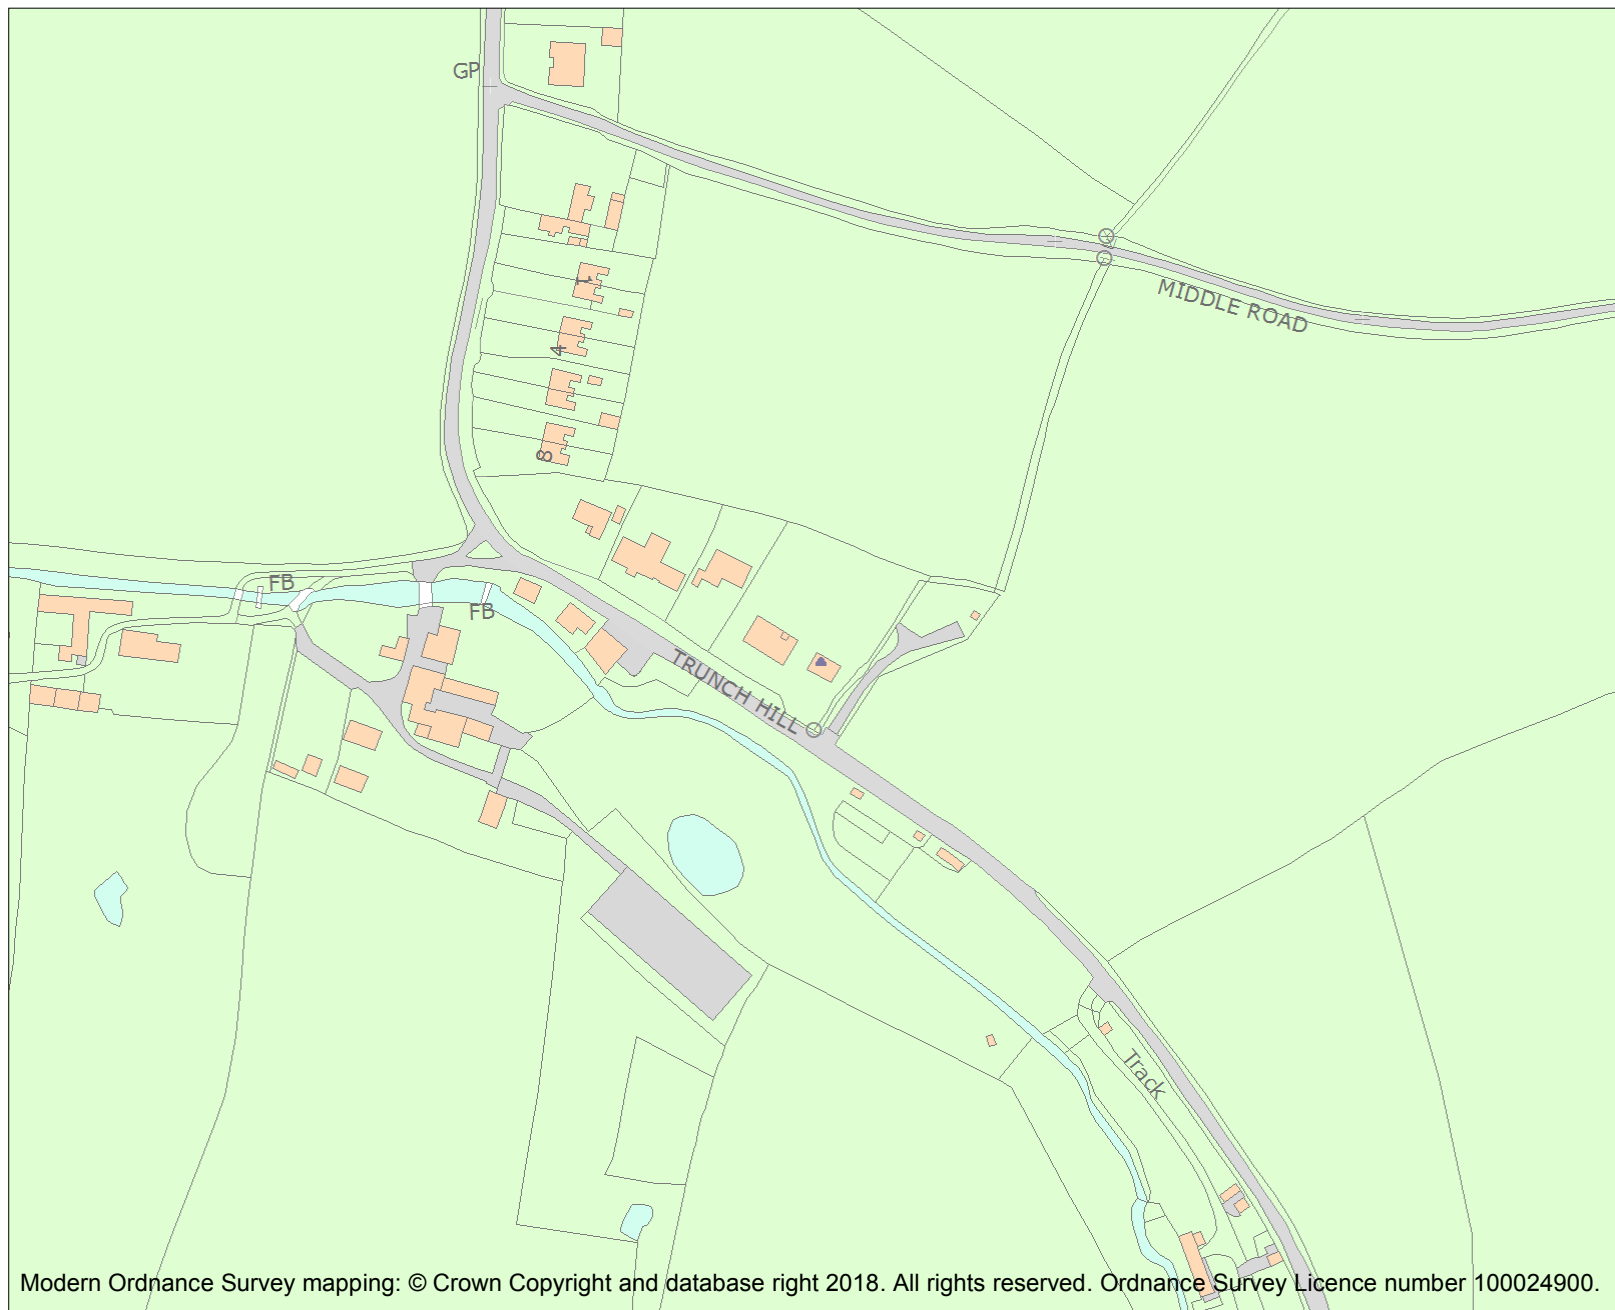 GP
1
MIDDLE ROAD
4
8
FB
FB
TRUNCH HILL
Track
Modern Ordnance Survey mapping: © Crown Copyright and database right 2018. All rights reserved. Ordnance Survey Licence number 100024900.